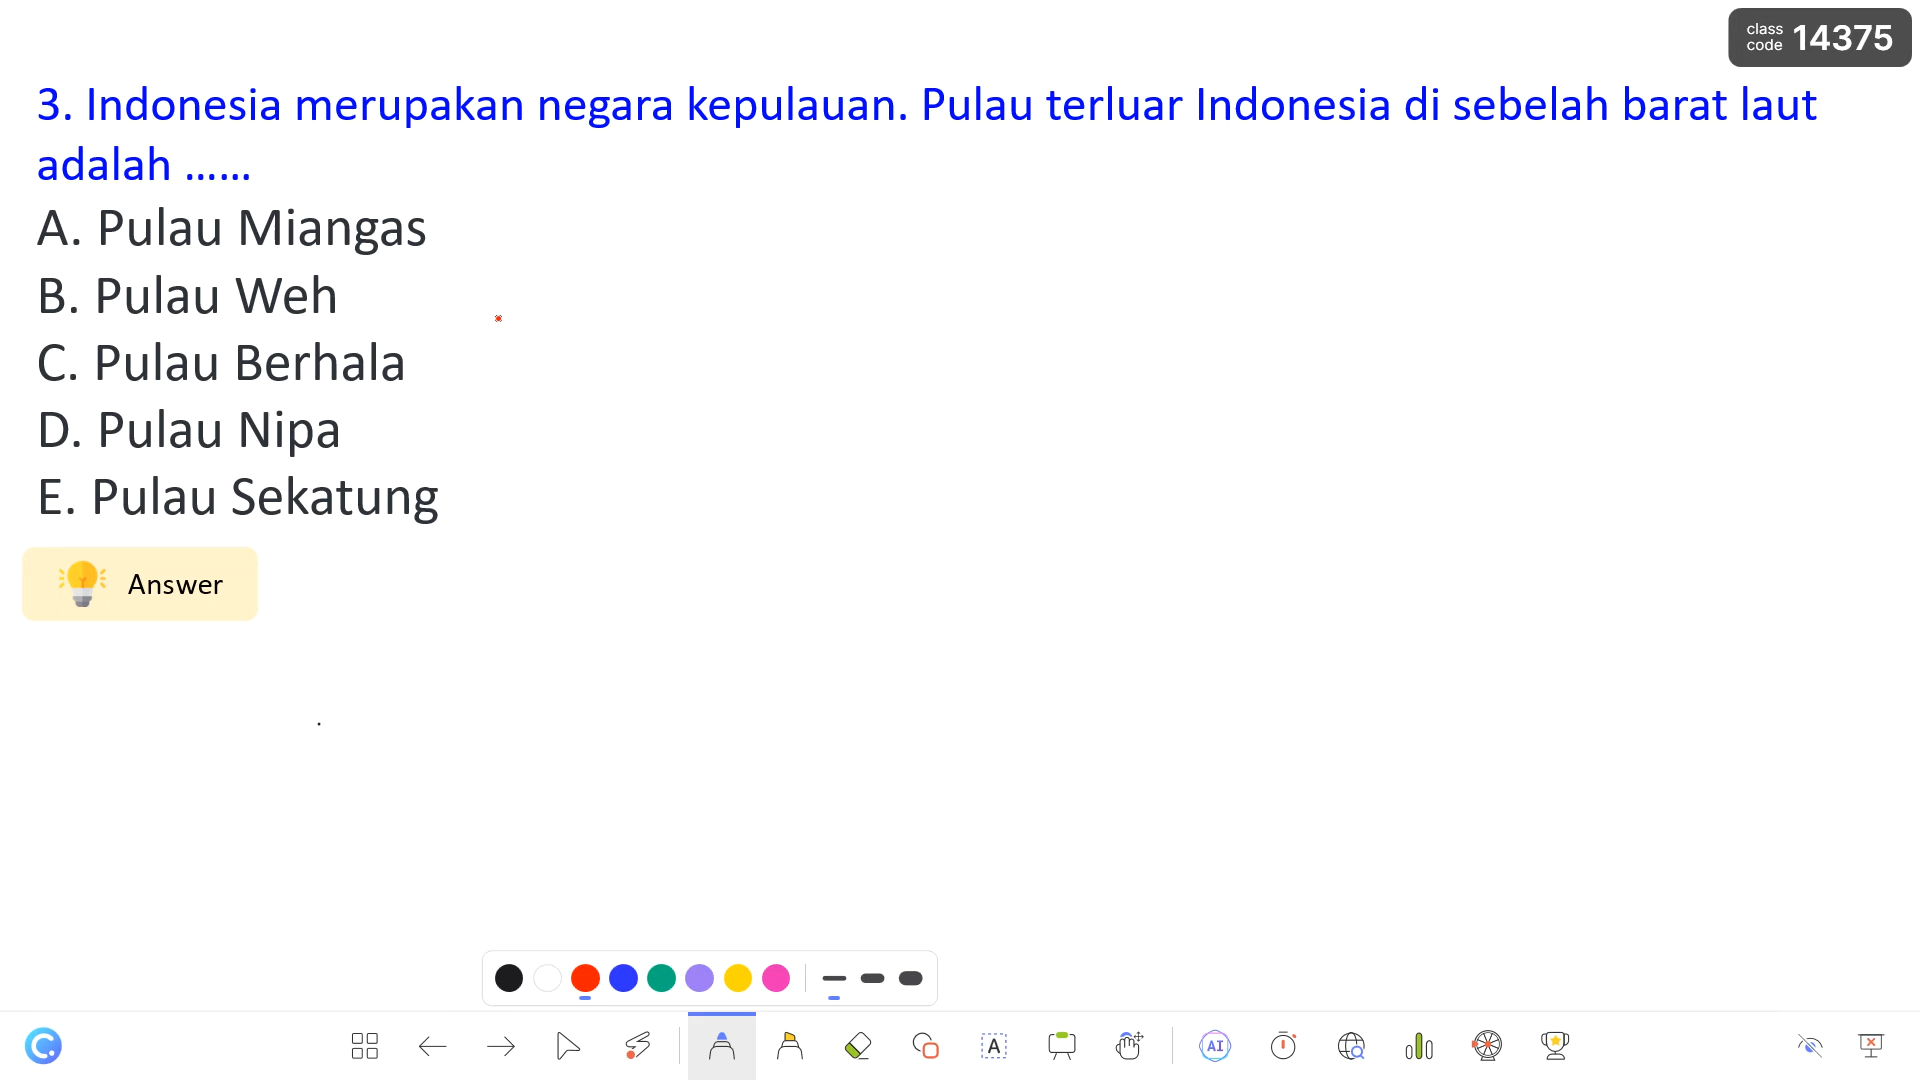 class
code 14375
3. Indonesia merupakan negara kepulauan. Pulau terluar Indonesia di sebelah barat laut
adalah ……
A. Pulau Miangas
B. Pulau Weh
C. Pulau Berhala
D. Pulau Nipa
E. Pulau Sekatung
Answer
A
AI